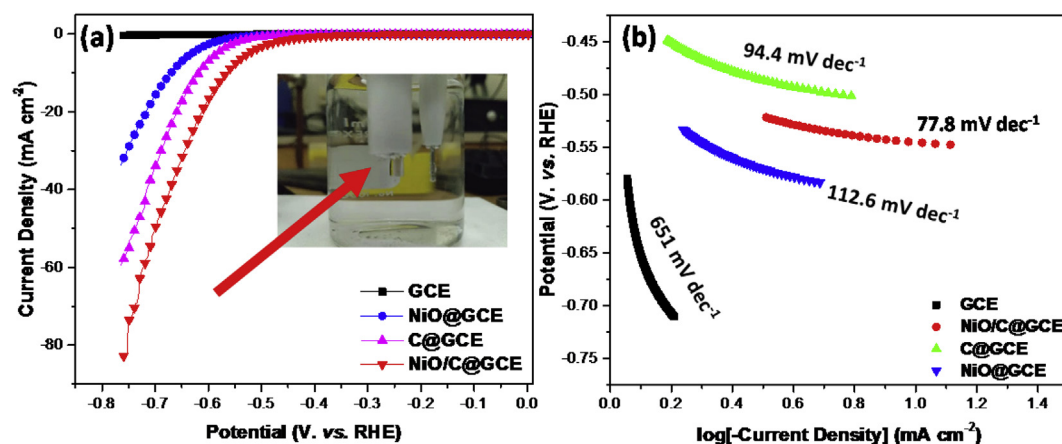 (a)
0
-20
-40
-60
-80
Current Density (mA cm⁻²)
-0.8 -0.7 -0.6 -0.5 -0.4 -0.3 -0.2 -0.1 0.0
Potential (V. vs. RHE)
GCE
NiO@GCE
C@GCE
NiO/C@GCE
(b)
-0.45
-0.50
-0.55
-0.60
-0.65
-0.70
-0.75
Potential (V. vs. RHE)
94.4 mV dec⁻¹
77.8 mV dec⁻¹
112.6 mV dec⁻¹
651 mV dec⁻¹
GCE
NiO/C@GCE
C@GCE
NiO@GCE
0.0 0.2 0.4 0.6 0.8 1.0 1.2 1.4
log[-Current Density] (mA cm⁻²)